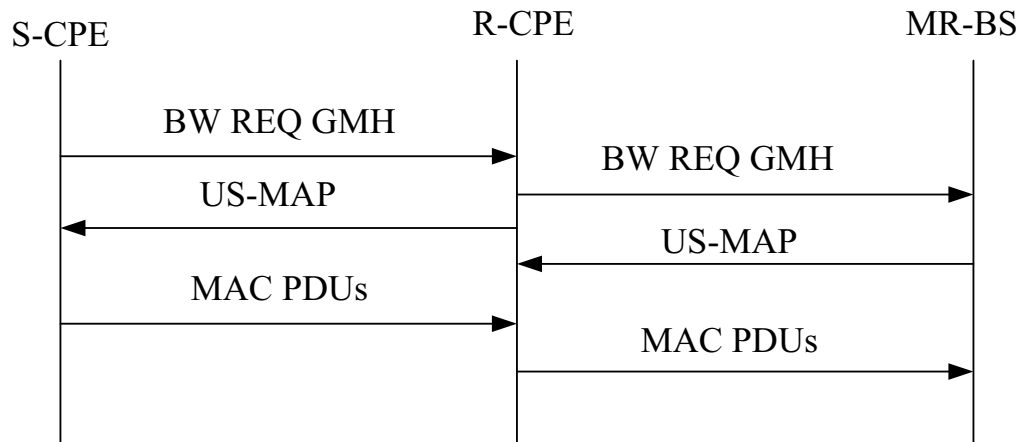 S-CPE
R-CPE
MR-BS
BW REQ GMH
BW REQ GMH
US-MAP
US-MAP
MAC PDUs
MAC PDUs